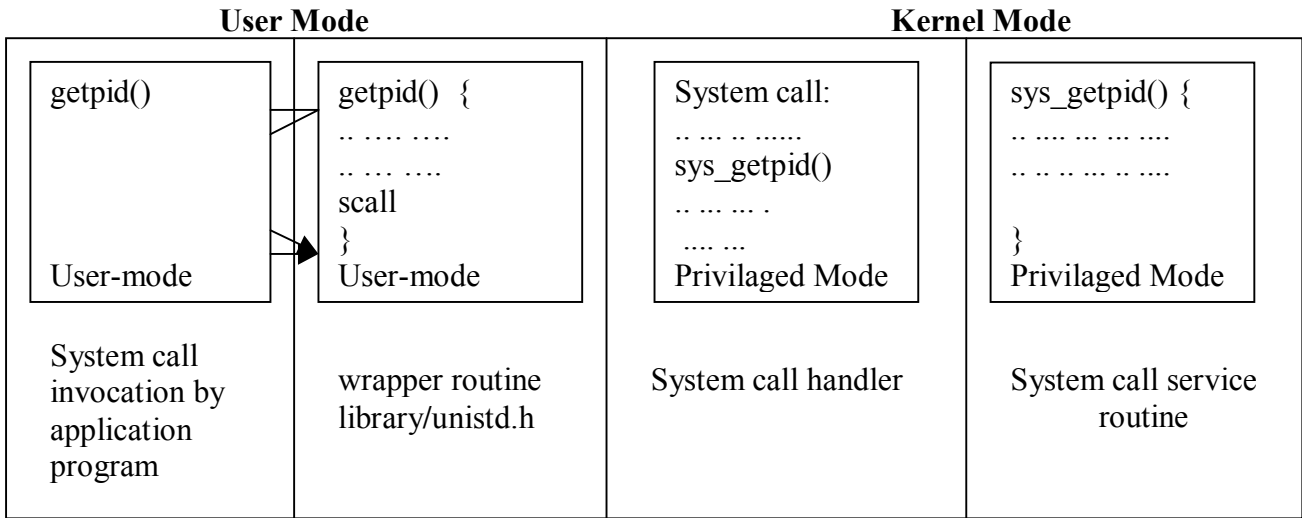 User Mode
Kernel Mode
getpid()
User-mode
getpid() {
.. .... ....
.. ... ....
scall
}
User-mode
System call:
.. ... .. ......
sys_getpid()
.. ... ... .
.... ...
Privilaged Mode
sys_getpid() {
.. .... ... ... ....
.. .. .. ... .. ....
}
Privilaged Mode
System call
invocation by
application
program
wrapper routine
library/unistd.h
System call handler
System call service
routine